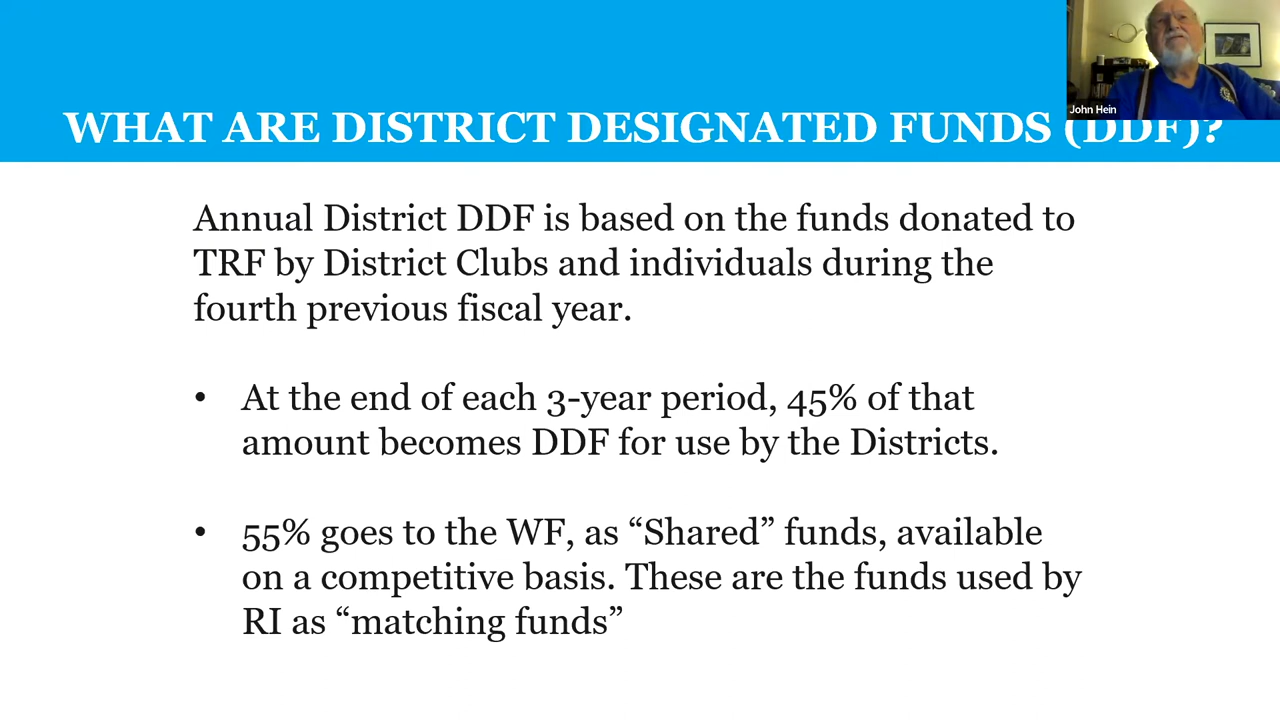 WHAT ARE DISTRICT DESIGNATED FUNDS (DDF)?
John Hein
Annual District DDF is based on the funds donated to
TRF by District Clubs and individuals during the
fourth previous fiscal year.
• At the end of each 3-year period, 45% of that
amount becomes DDF for use by the Districts.
• 55% goes to the WF, as “Shared” funds, available
on a competitive basis. These are the funds used by
RI as “matching funds”